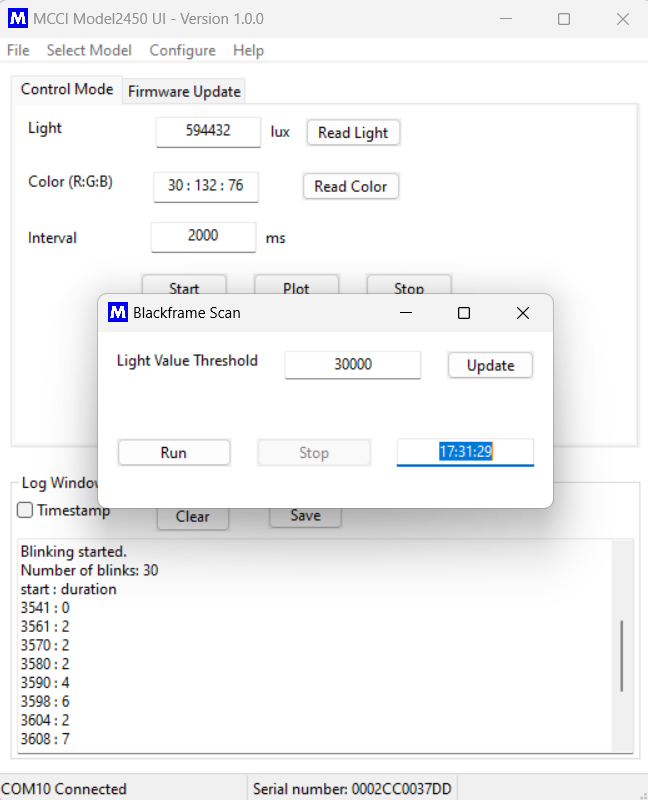 M MCCI Model2450 UI - Version 1.0.0
File Select Model Configure Help
Control Mode Firmware Update
Light 594432 lux Read Light
Color (R:G:B) 30 : 132 : 76 Read Color
Interval 2000 ms
Start Plot Stop
M Blackframe Scan
Light Value Threshold 30000 Update
Run Stop 17:31:29
Log Window
Timestamp Clear Save
Blinking started.
Number of blinks: 30
start : duration
3541 : 0
3561 : 2
3570 : 2
3580 : 2
3590 : 4
3598 : 6
3604 : 2
3608 : 7
COM10 Connected Serial number: 0002CC0037DD